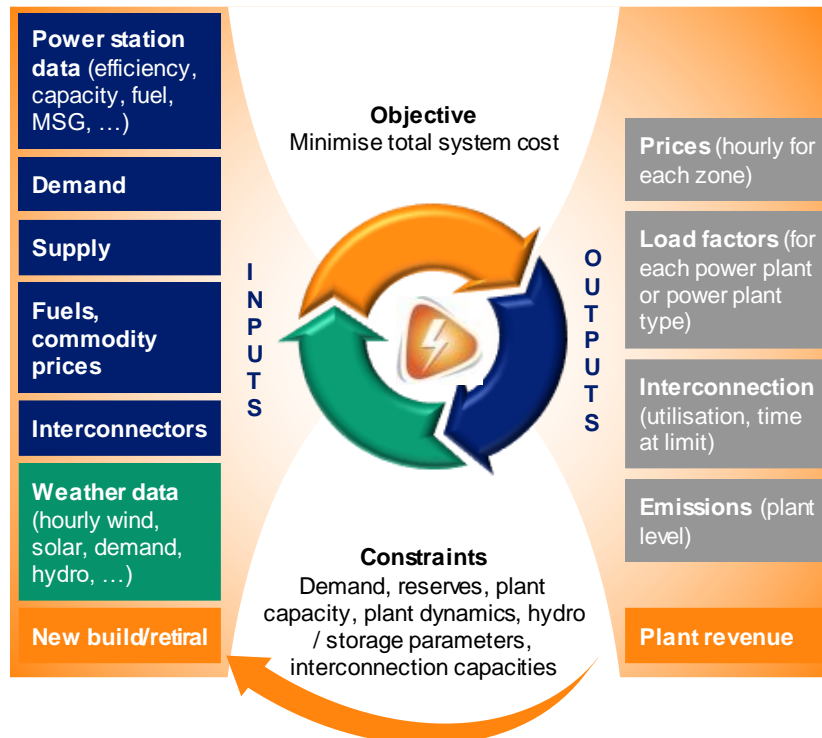 Power station
data (efficiency,
capacity, fuel,
MSG, …)
Demand
Supply
Fuels,
commodity
prices
Interconnectors
Weather data
(hourly wind,
solar, demand,
hydro, …)
New build/retiral
INPUTS
Objective
Minimise total system cost
Constraints
Demand, reserves, plant
capacity, plant dynamics, hydro
/ storage parameters,
interconnection capacities
OUTPUTS
Prices (hourly for
each zone)
Load factors (for
each power plant
or power plant
type)
Interconnection
(utilisation, time
at limit)
Emissions (plant
level)
Plant revenue